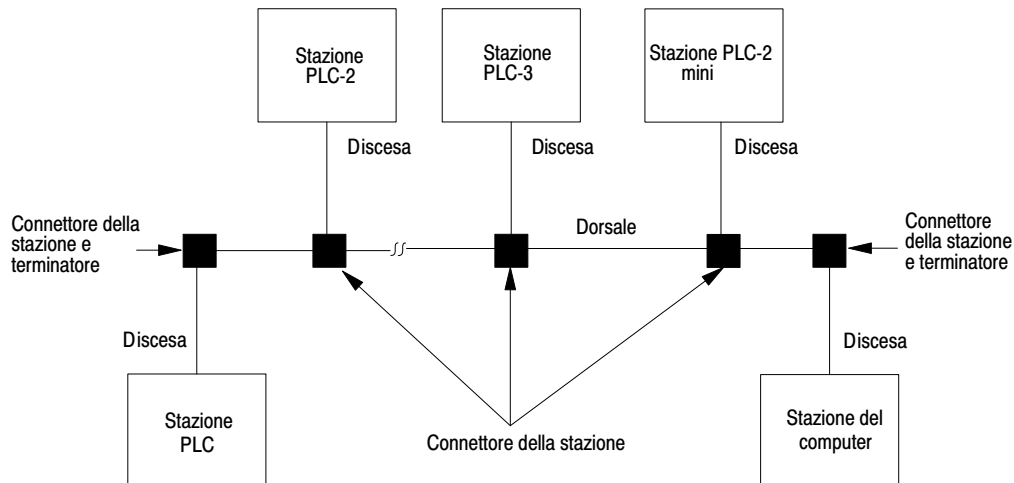 Stazione
PLC-2
Stazione
PLC-3
Stazione PLC-2
mini
Discesa
Discesa
Discesa
Connettore della
stazione e
terminatore
Dorsale
Connettore
della stazione
e terminatore
Discesa
Discesa
Stazione
PLC
Connettore della stazione
Stazione del
computer